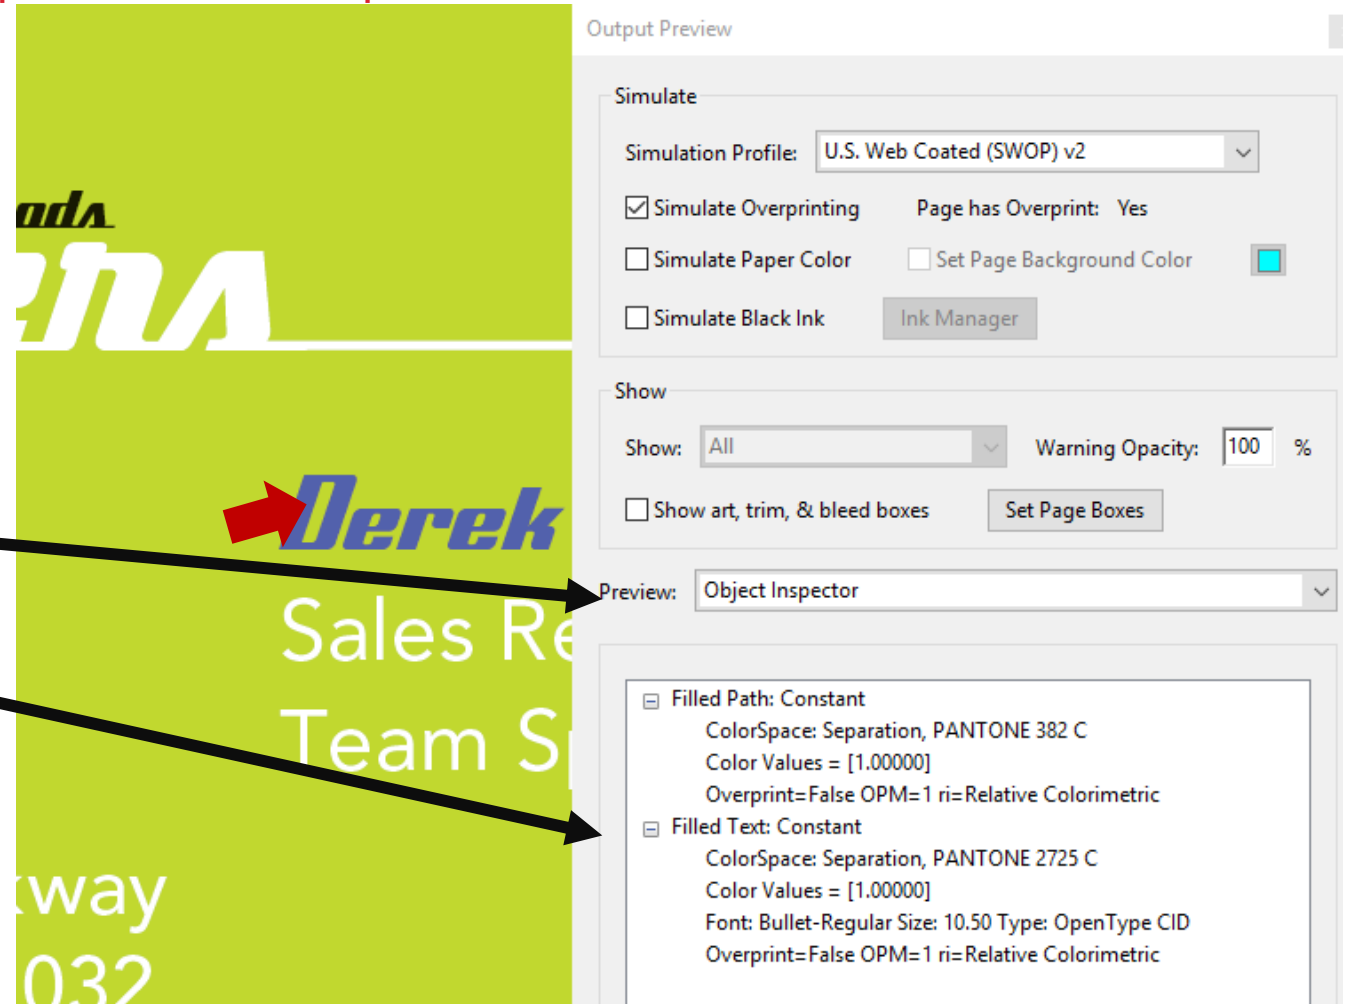 ods
ens
Derek
Sales Re
Team Sp
kway
032
Output Preview
Simulate
Simulation Profile: U.S. Web Coated (SWOP) v2
Simulate Overprinting Page has Overprint: Yes
Simulate Paper Color Set Page Background Color
Simulate Black Ink Ink Manager
Show
Show: All Warning Opacity: 100 %
Show art, trim, & bleed boxes Set Page Boxes
Preview: Object Inspector
Filled Path: Constant
ColorSpace: Separation, PANTONE 382 C
Color Values = [1.00000]
Overprint=False OPM=1 ri=Relative Colorimetric
Filled Text: Constant
ColorSpace: Separation, PANTONE 2725 C
Color Values = [1.00000]
Font: Bullet-Regular Size: 10.50 Type: OpenType CID
Overprint=False OPM=1 ri=Relative Colorimetric